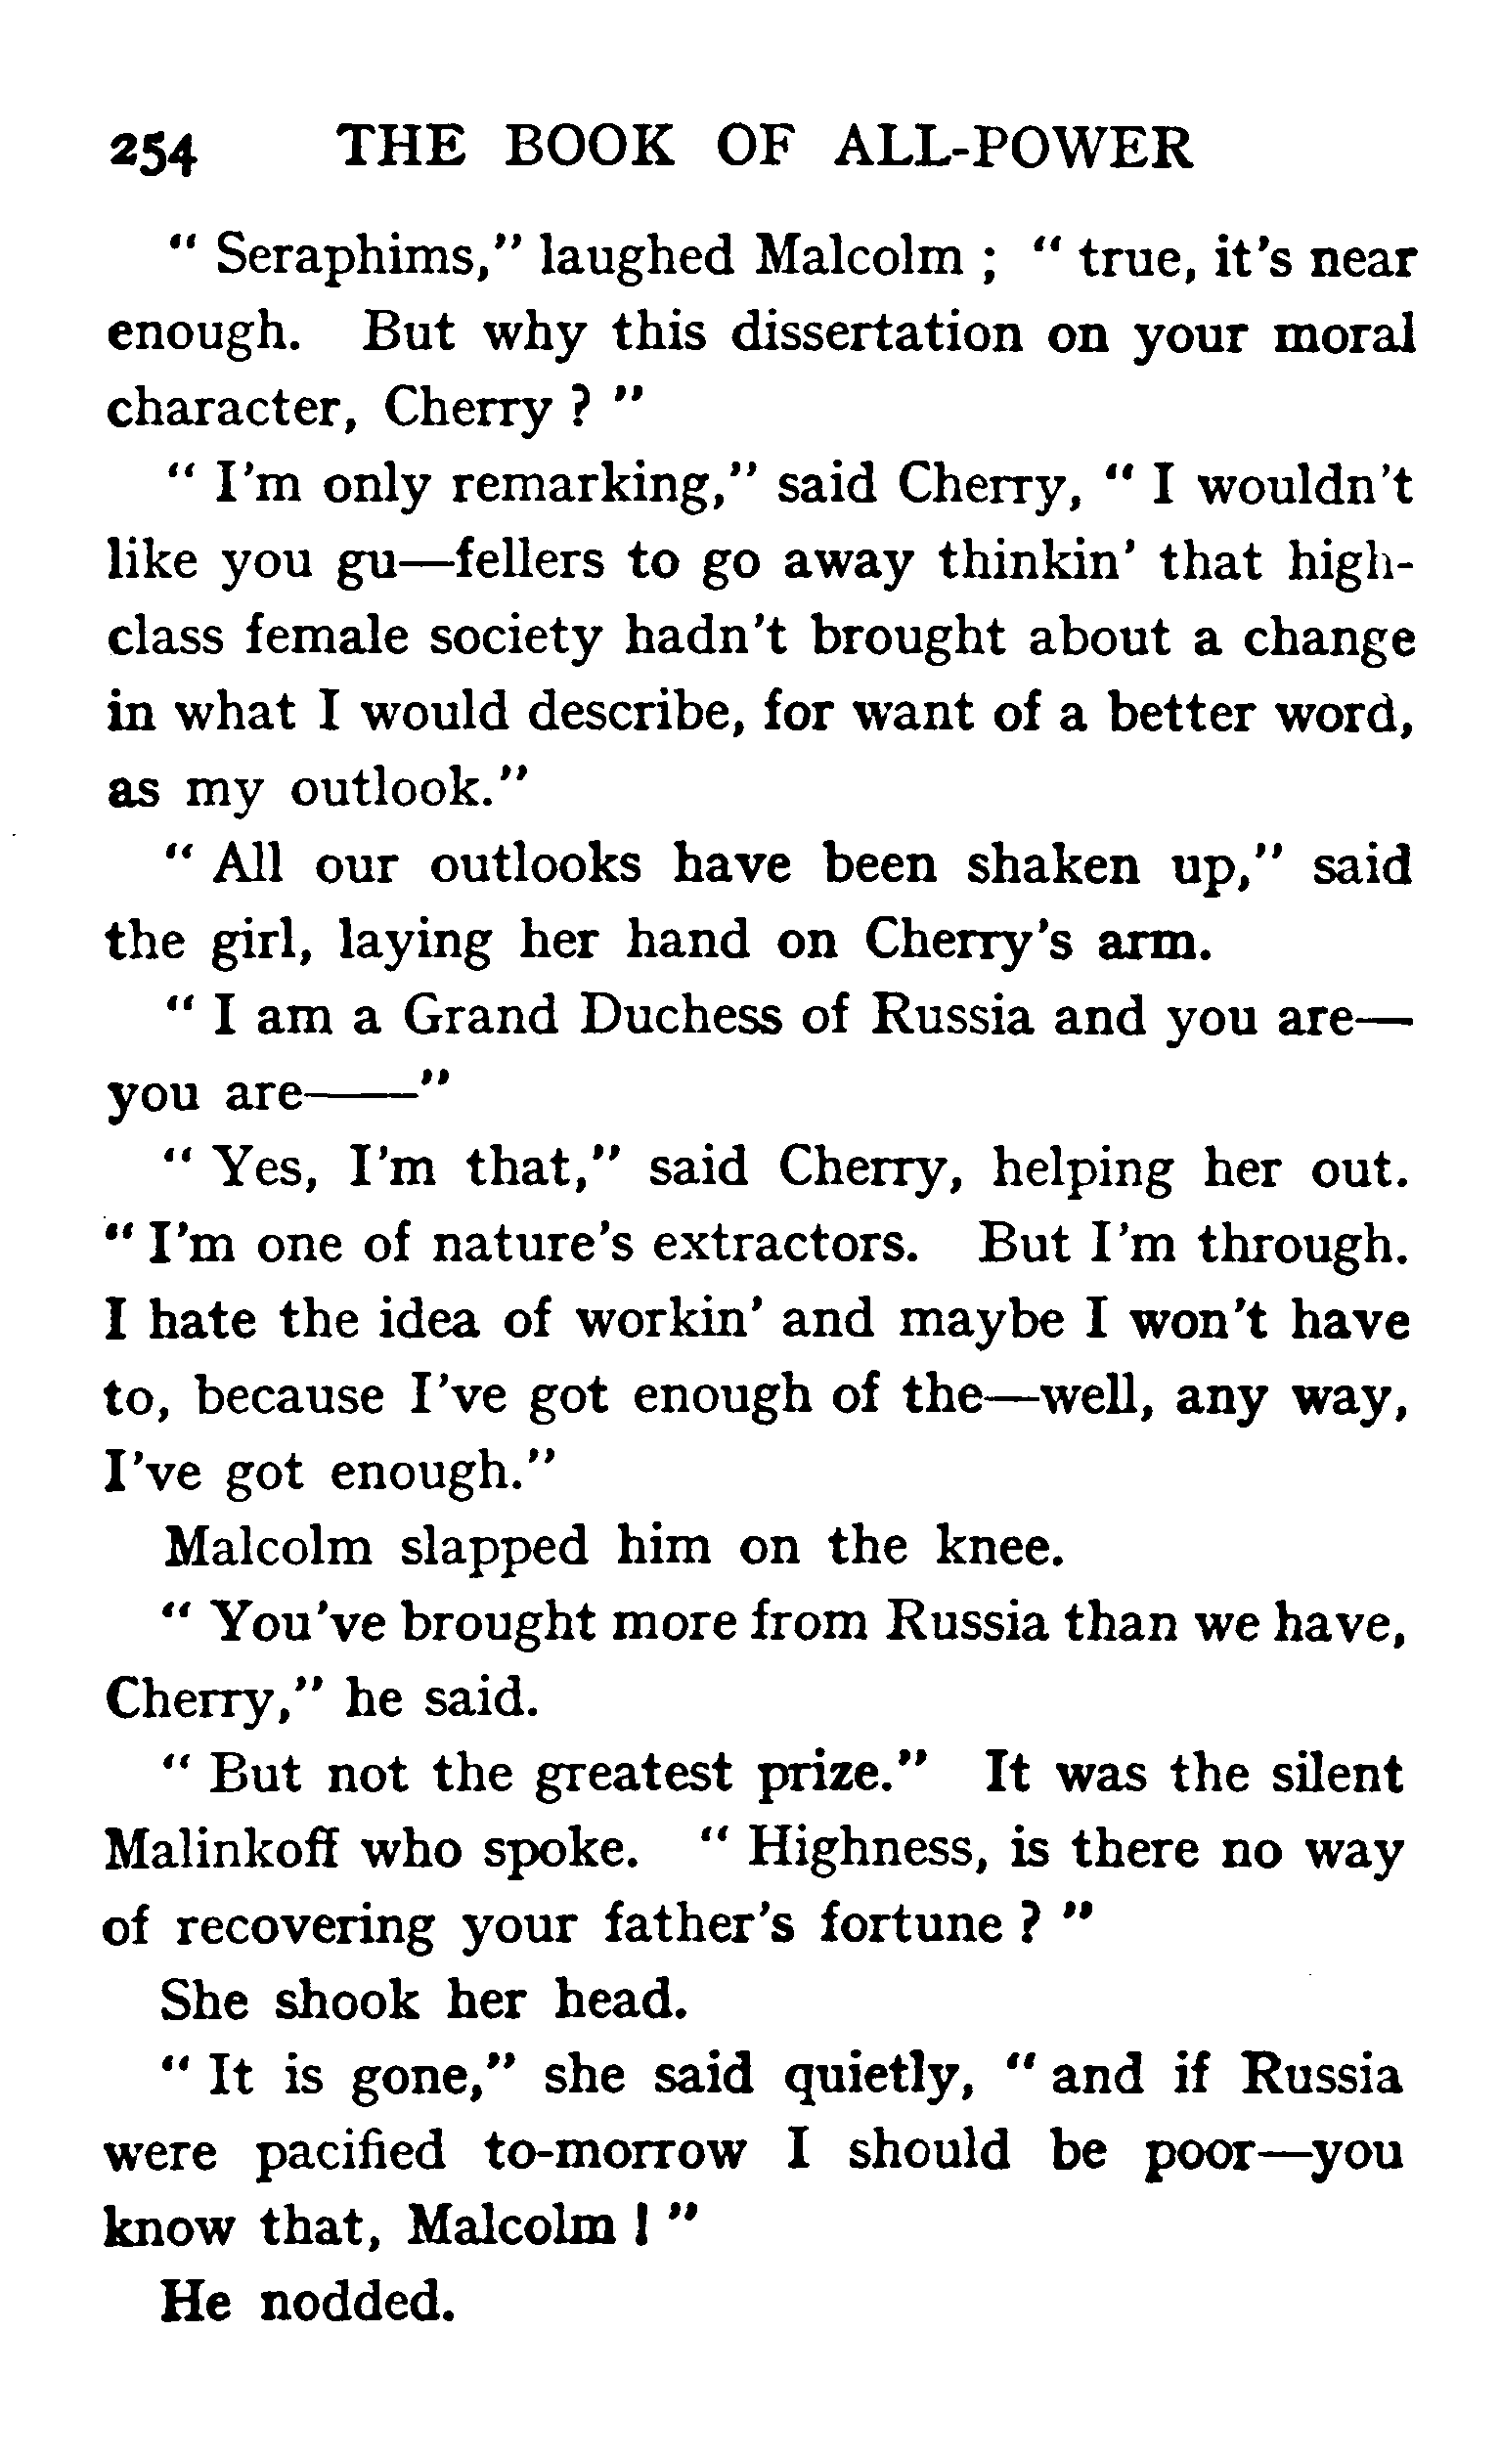 254 THE BOOK OF ALL-POWER
" Seraphims," laughed Malcolm ; " true, it's near
enough. But why this dissertation on your moral
character, Cherry ? "
" I'm only remarking," said Cherry, " I wouldn't
like you gu—fellers to go away thinkin' that high-
class female society hadn't brought about a change
in what I would describe, for want of a better word,
as my outlook."
" All our outlooks have been shaken up," said
the girl, laying her hand on Cherry's arm.
" I am a Grand Duchess of Russia and you are—
you are——"
" Yes, I'm that," said Cherry, helping her out.
" I'm one of nature's extractors. But I'm through.
I hate the idea of workin' and maybe I won't have
to, because I've got enough of the—well, any way,
I've got enough."
Malcolm slapped him on the knee.
" You've brought more from Russia than we have,
Cherry," he said.
" But not the greatest prize." It was the silent
Malinkoff who spoke. " Highness, is there no way
of recovering your father's fortune ? "
She shook her head.
" It is gone," she said quietly, " and if Russia
were pacified to-morrow I should be poor—you
know that, Malcolm ! "
He nodded.